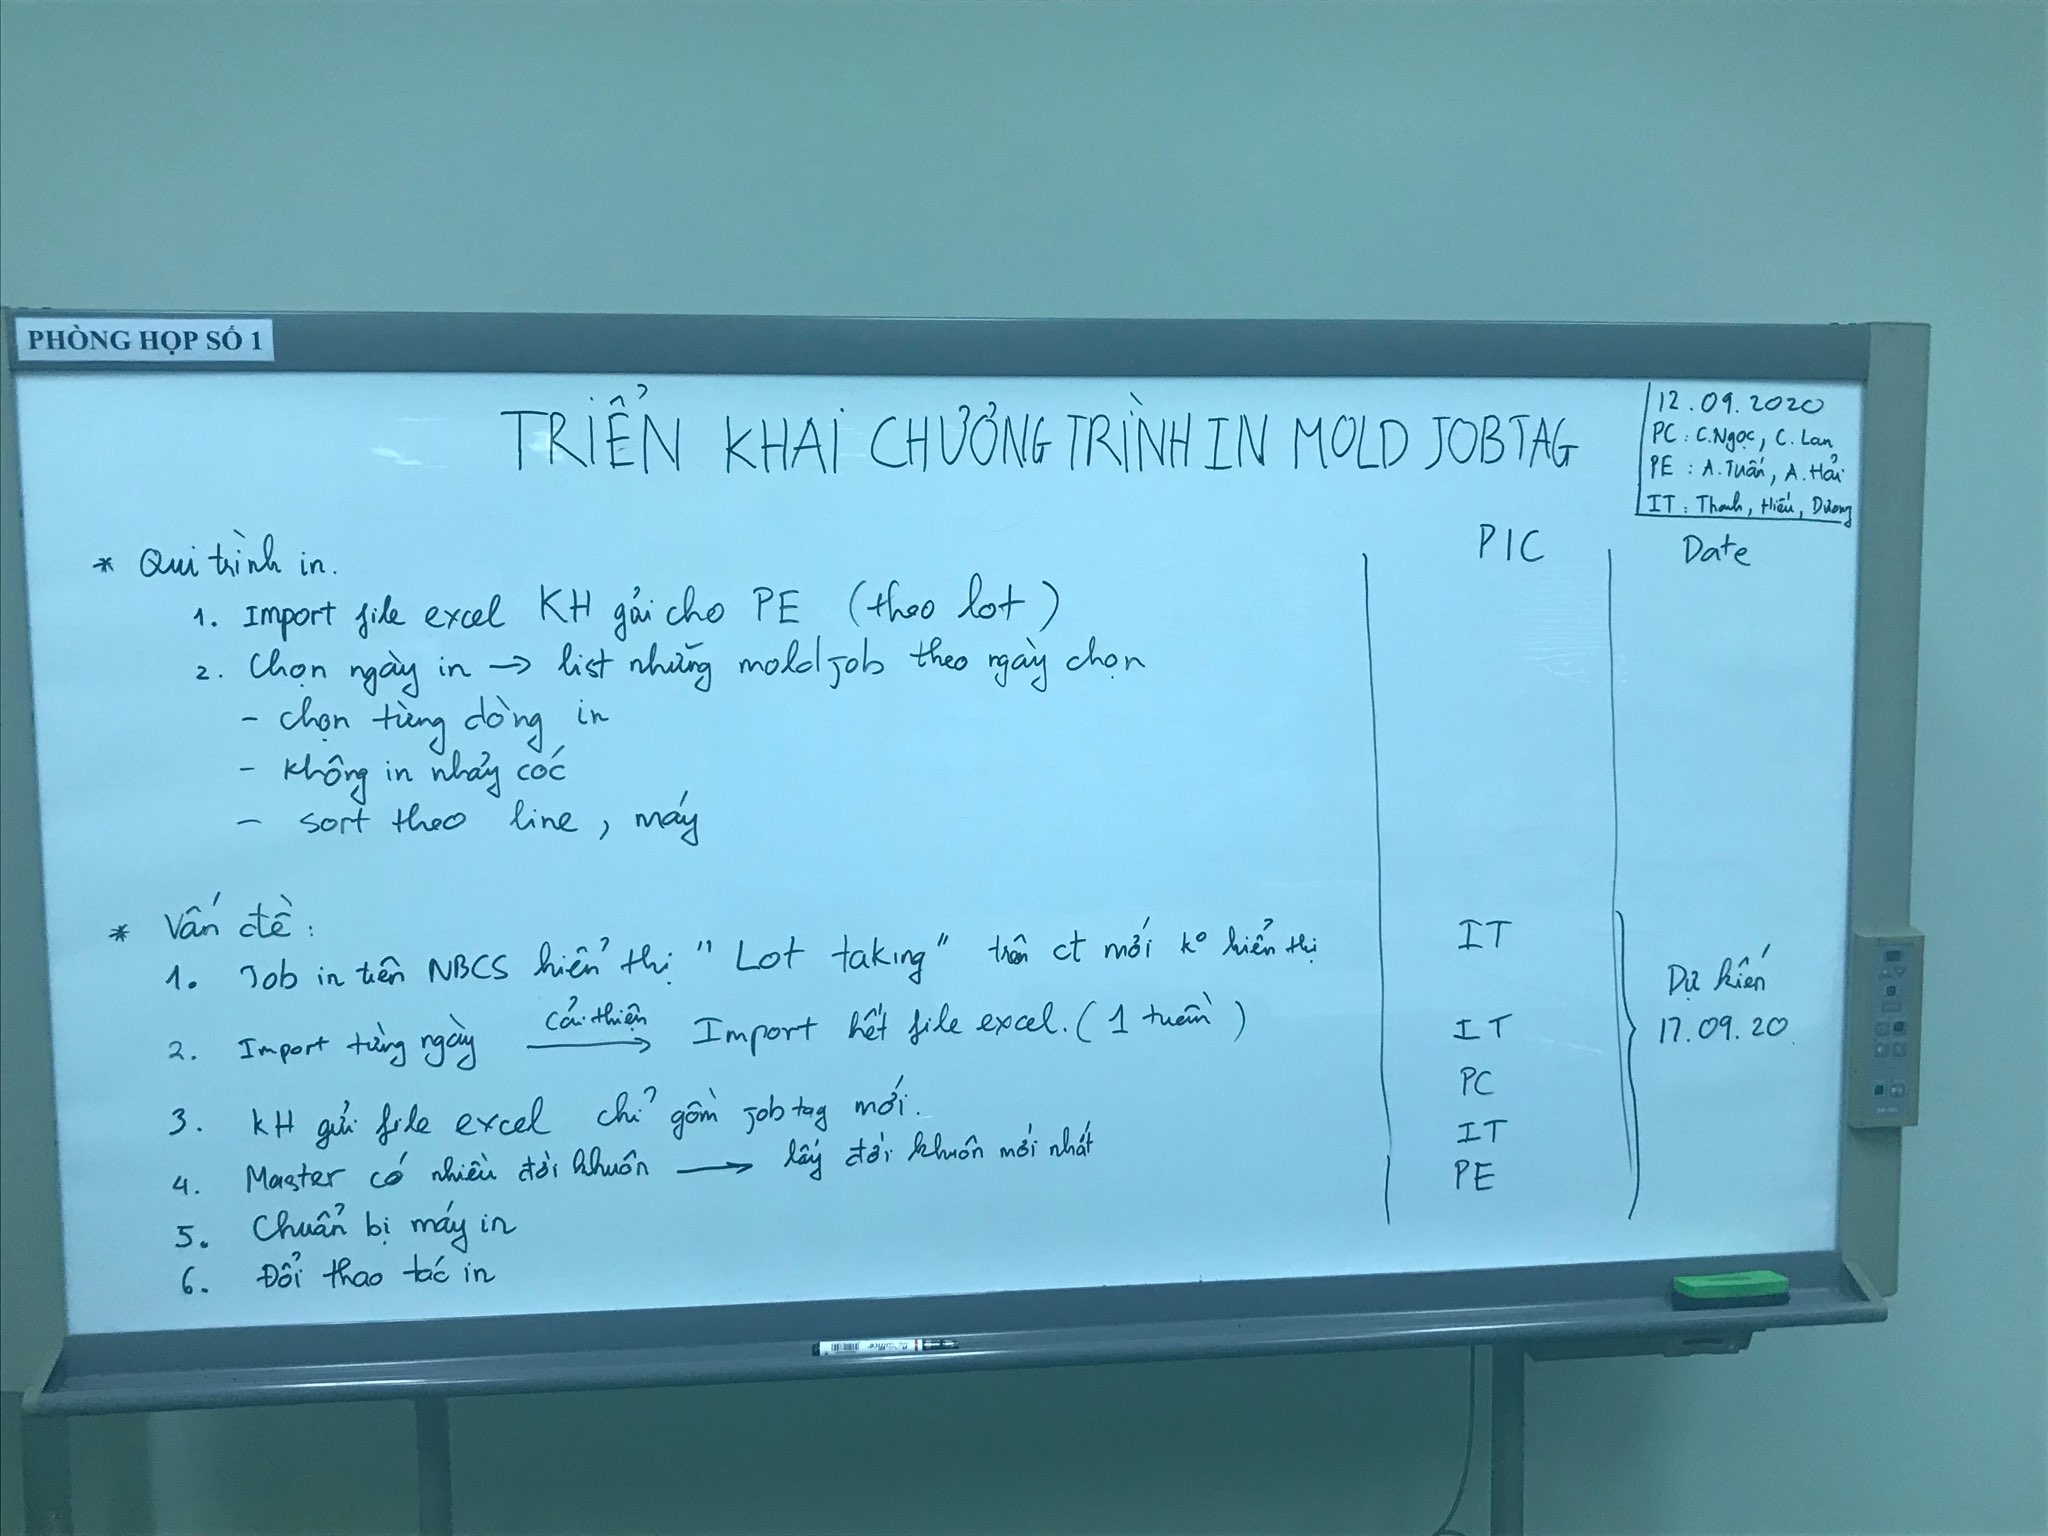 PHÒNG HỌP SỐ 1
TRIỂN KHAI CHƯƠNG TRÌNH IN MOLD JOBTAG
12.09.2020
PC: C.Ngọc, C. Lan
PE: A.Tuấn, A. Hải
IT: Thanh, Hiếu, Dương
PIC
Date
* Qui trình in.
1. Import file excel KH gửi cho PE (theo lot)
2. Chọn ngày in → list những mold job theo ngày chọn
- chọn từng dòng in
- Không in nhảy cóc
- sort theo line, máy
* Vấn đề:
1. Job in trên NBCS hiển thị "Lot taking" trên ct mới kº hiển thị
IT
2. Import từng ngày → Import hết file excel. (1 tuần)
cải thiện
IT
3. KH gửi file excel chỉ gồm job tag mới.
PC
4. Master có nhiều đời khuôn → lấy đời khuôn mới nhất
IT
5. Chuẩn bị máy in
PE
6. Đổi thao tác in
Dự kiến
17.09.20